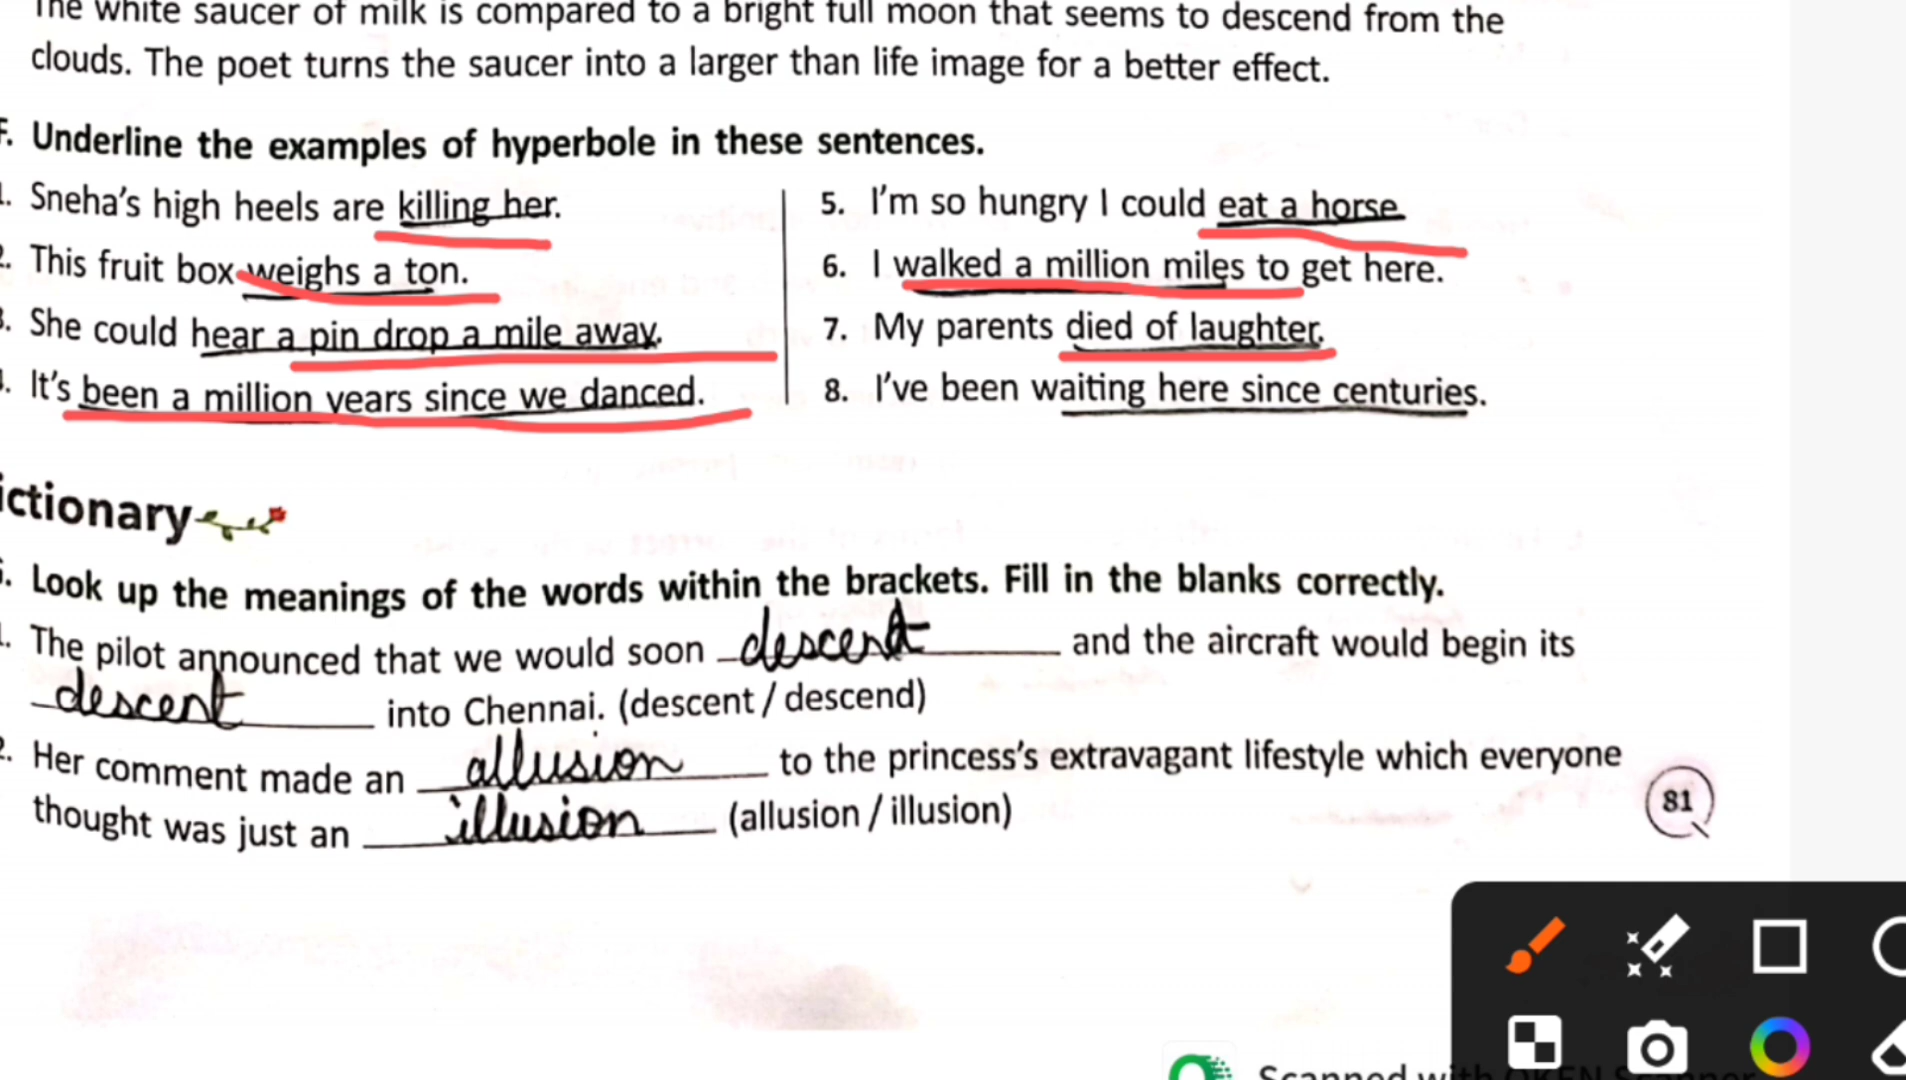 The white saucer of milk is compared to a bright full moon that seems to descend from the
clouds. The poet turns the saucer into a larger than life image for a better effect.
F. Underline the examples of hyperbole in these sentences.
Sneha's high heels are killing her.
This fruit box weighs a ton.
She could hear a pin drop a mile away.
It's been a million years since we danced.
5. I'm so hungry I could eat a horse.
6. I walked a million miles to get here.
7. My parents died of laughter.
8. I've been waiting here since centuries.
ictionary
Look up the meanings of the words within the brackets. Fill in the blanks correctly.
The pilot announced that we would soon descend and the aircraft would begin its
descent into Chennai. (descent / descend)
Her comment made an allusion to the princess's extravagant lifestyle which everyone
thought was just an illusion (allusion / illusion)
81
Scanned with OKEN Scanner